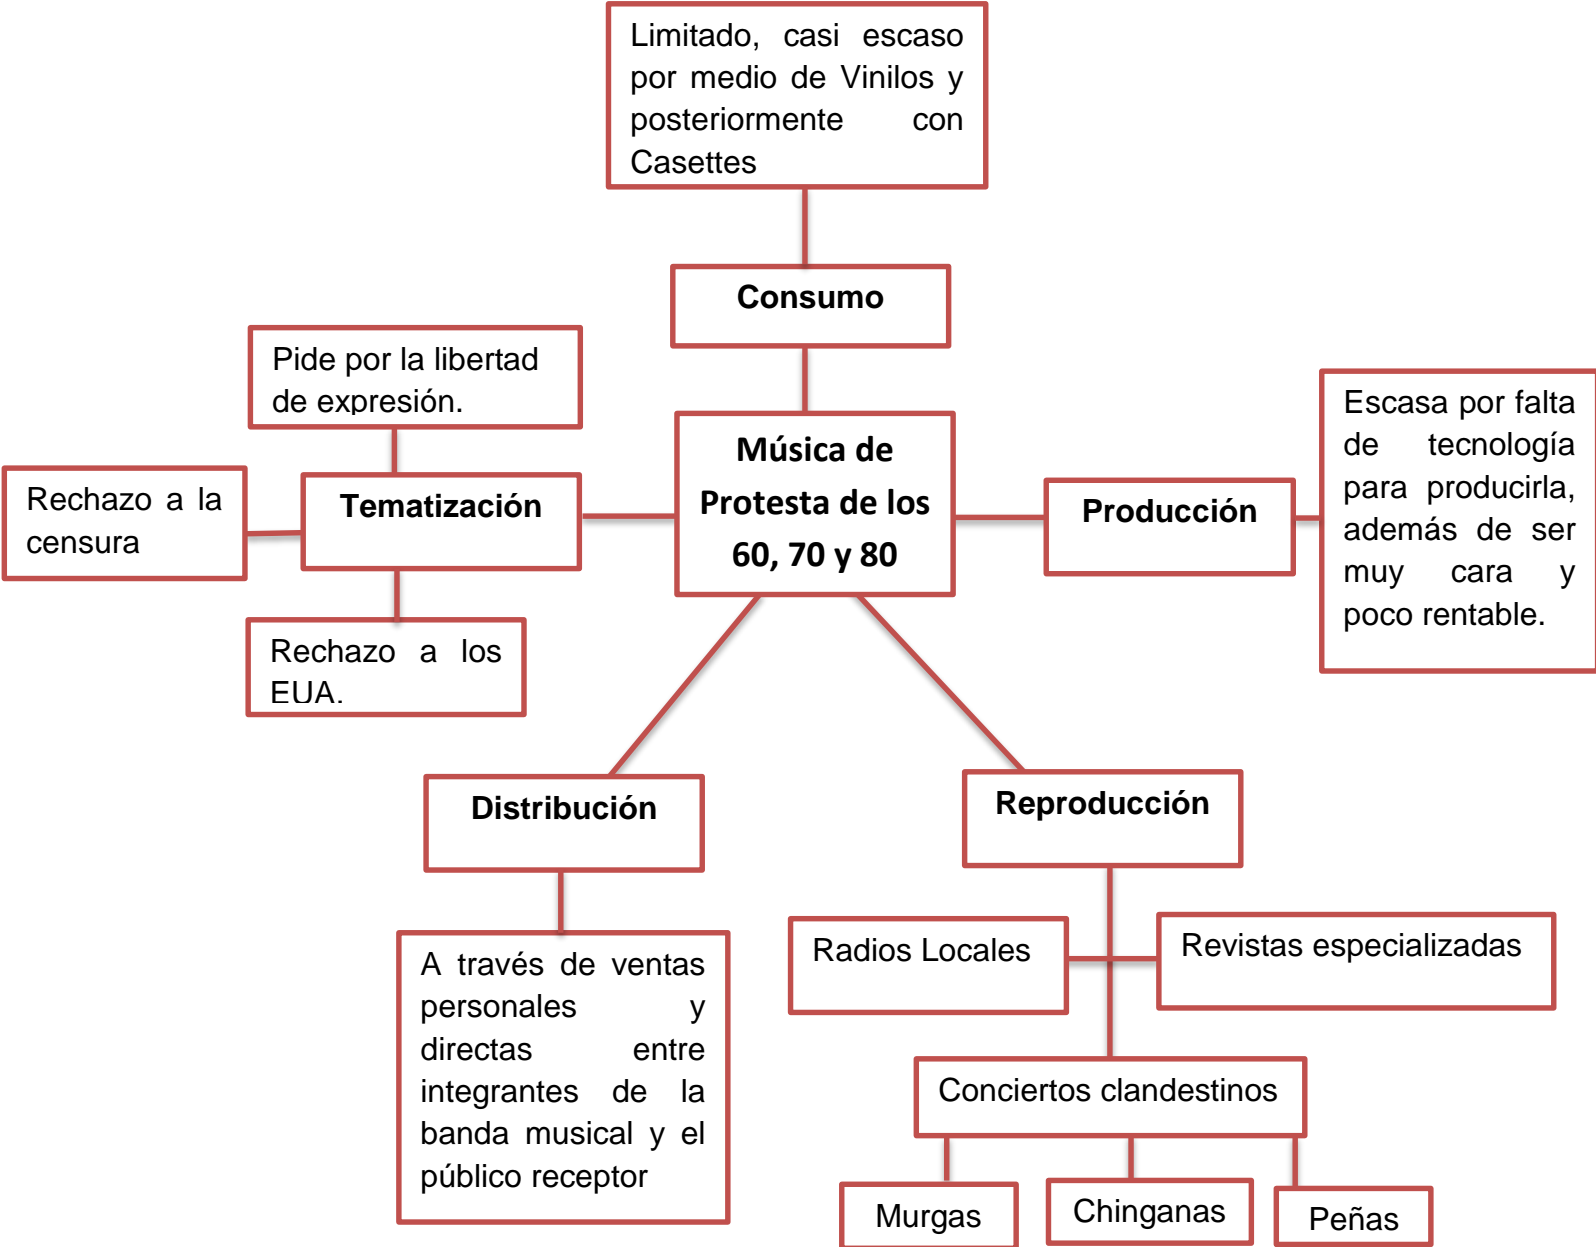 Limitado, casi escaso
por medio de Vinilos y
posteriormente con
Casettes
Consumo
Pide por la libertad
de expresión.
Rechazo a la
censura
Tematización
Rechazo a los
EUA.
Música de
Protesta de los
60, 70 y 80
Producción
Escasa por falta
de tecnología
para producirla,
además de ser
muy cara y
poco rentable.
Distribución
A través de ventas
personales y
directas entre
integrantes de la
banda musical y el
público receptor
Reproducción
Radios Locales
Revistas especializadas
Conciertos clandestinos
Murgas
Chinganas
Peñas